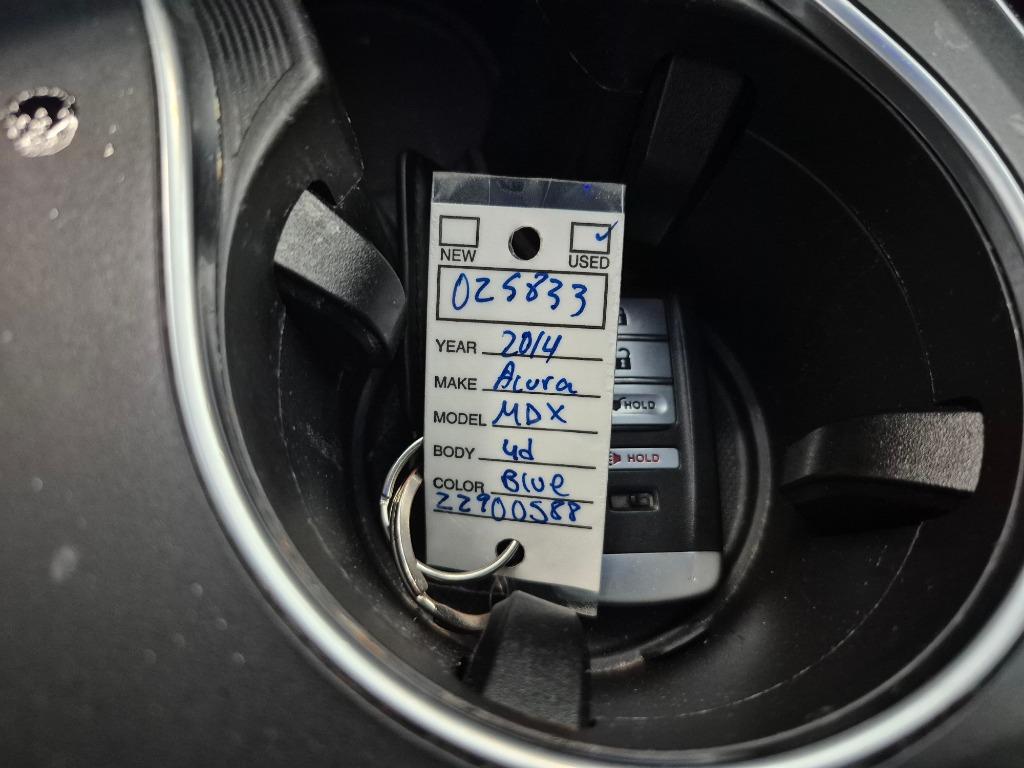 NEW USED
025833
YEAR 2014
MAKE Acura
MODEL MDX
BODY 4d
COLOR Blue
22900588
HOLD
HOLD